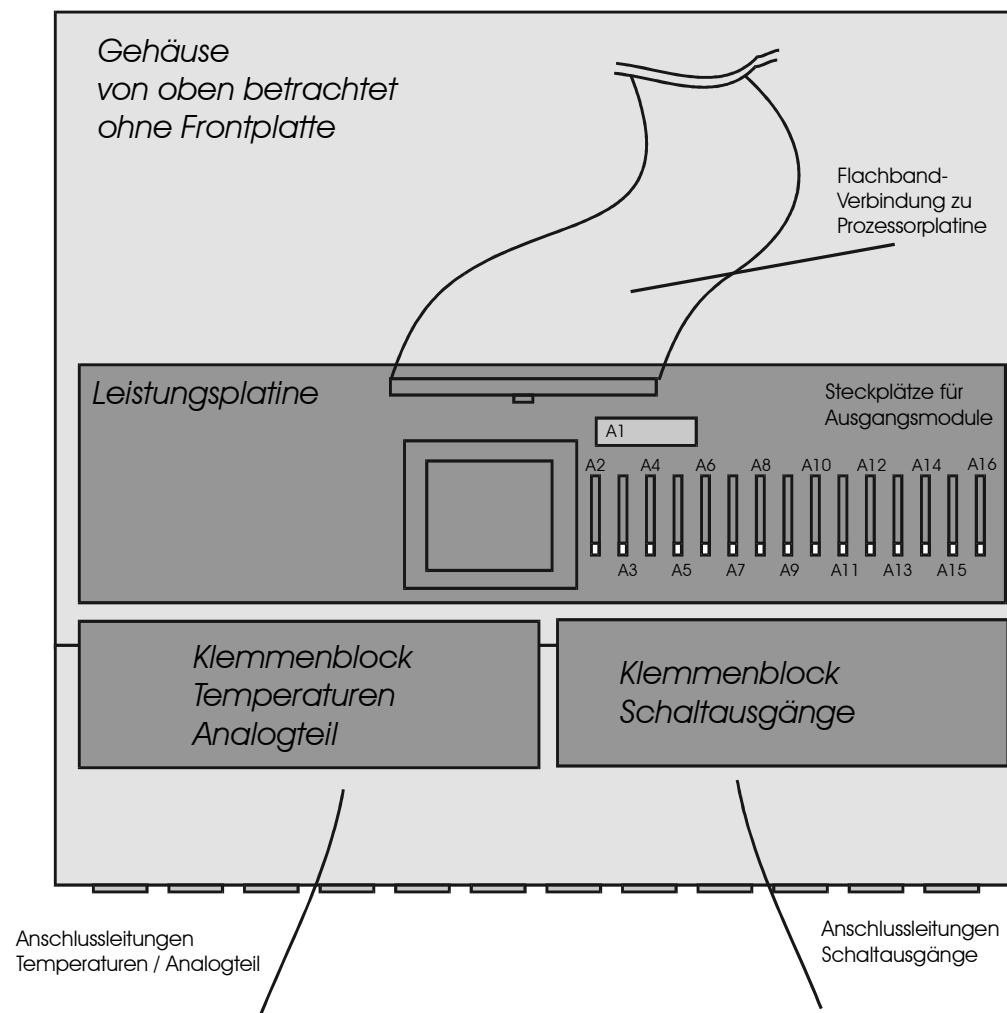 Gehäuse
von oben betrachtet
ohne Frontplatte
Flachband-
Verbindung zu
Prozessorplatine
Leistungsplatine
Steckplätze für
Ausgangsmodule
A1
A2 A4 A6 A8 A10 A12 A14 A16
A3 A5 A7 A9 A11 A13 A15
Klemmenblock
Temperaturen
Analogteil
Klemmenblock
Schaltausgänge
Anschlussleitungen
Temperaturen / Analogteil
Anschlussleitungen
Schaltausgänge